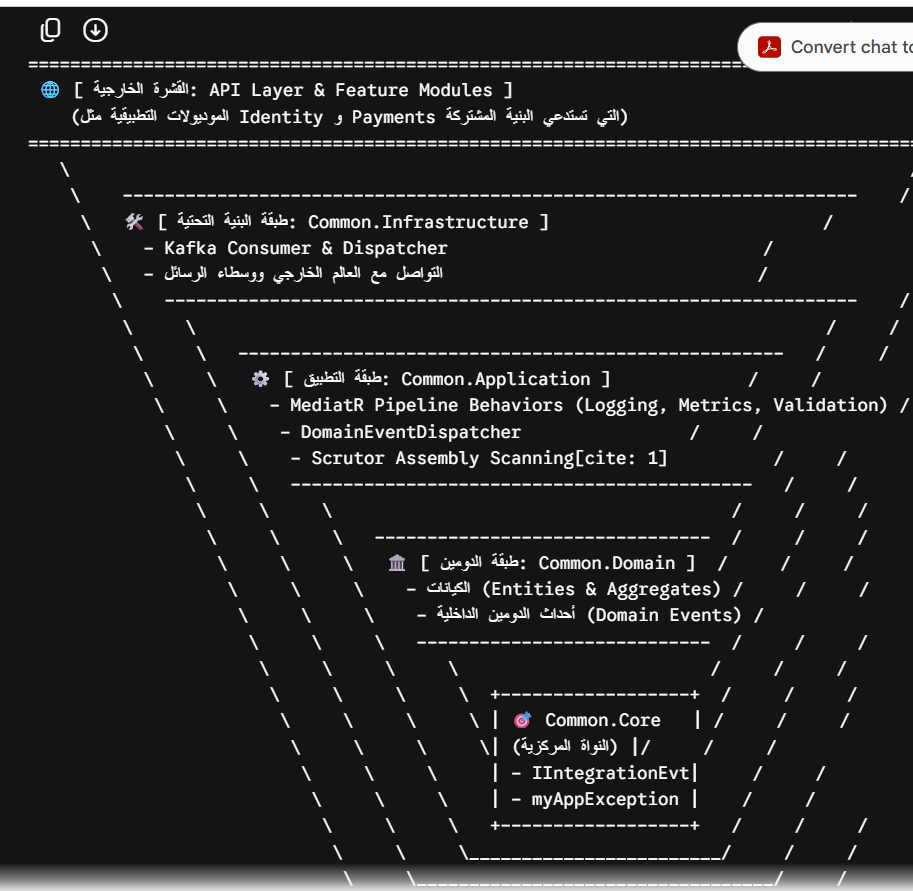 Convert chat to
🌐 [ القشرة الخارجية: API Layer & Feature Modules ]
(التي تستدعي البنية المشتركة Payments و Identity الموديولات التطبيقية مثل)
🛠️ [ طبقة البنية التحتية: Common.Infrastructure ]
- Kafka Consumer & Dispatcher
- التواصل مع العالم الخارجي ووسطاء الرسائل
⚙️ [ طبقة التطبيق: Common.Application ]
- MediatR Pipeline Behaviors (Logging, Metrics, Validation)
- DomainEventDispatcher
- Scrutor Assembly Scanning[cite: 1]
🏛️ [ طبقة الدومين: Common.Domain ]
- الكيانات (Entities & Aggregates)
- أحداث الدومين الداخلية (Domain Events)
🎯 Common.Core
(النواة المركزية)
- IIntegrationEvt
- myAppException